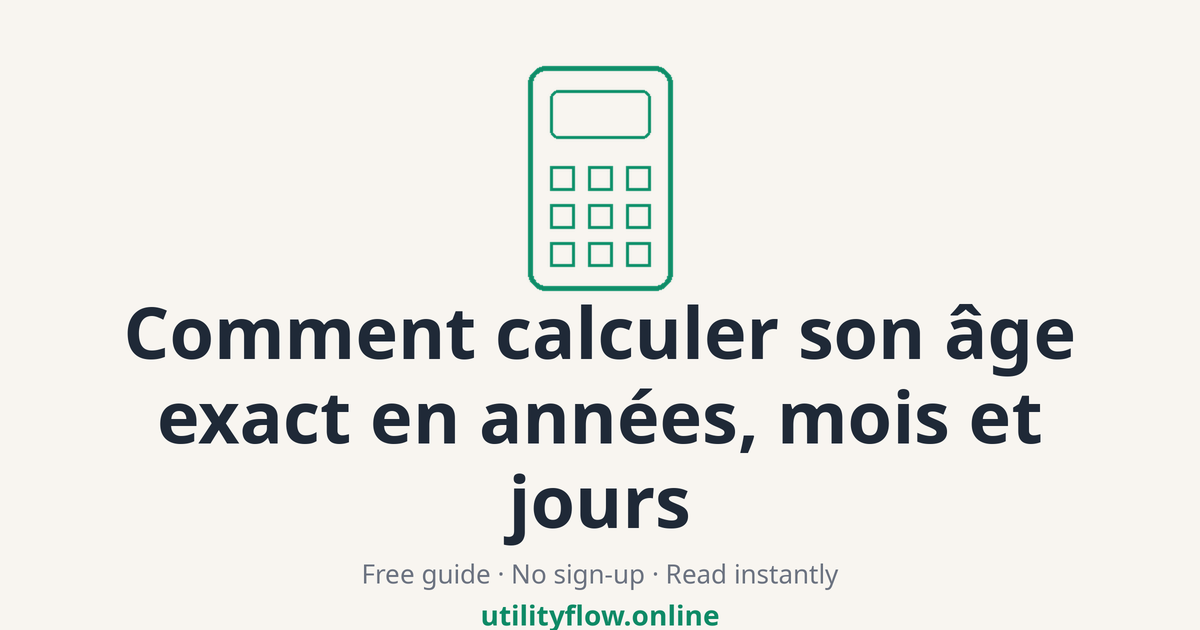 Comment calculer son âge
exact en années, mois et
jours
Free guide · No sign-up · Read instantly
utilityflow.online